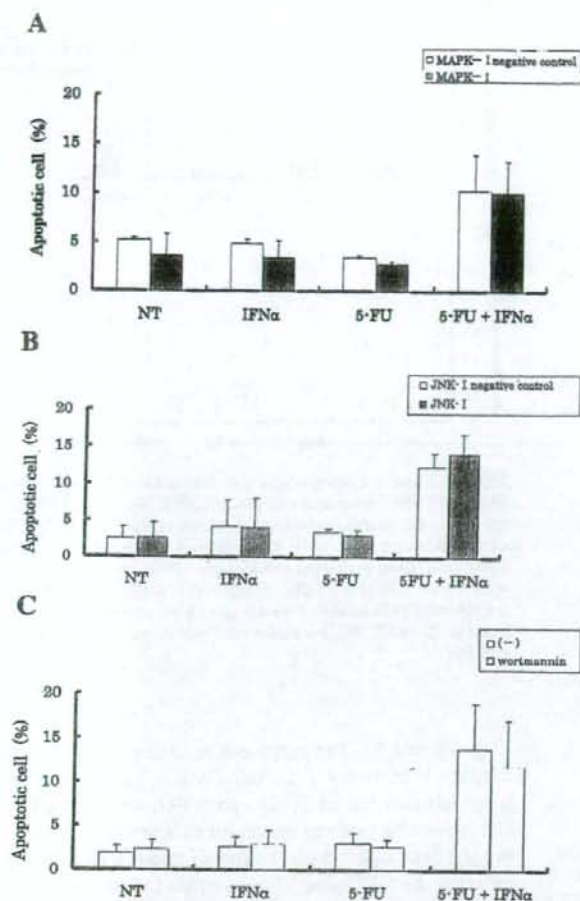 A
MAPK-I negative control
MAPK-I
Apoptotic cell (%)
20
15
10
5
0
NT IFNα 5-FU 5-FU + IFNα
B
JNK-I negative control
JNK-I
Apoptotic cell (%)
20
15
10
5
0
NT IFNα 5-FU 5FU + IFNα
C
(-)
wortmannin
Apoptotic cell (%)
20
15
10
5
0
NT IFNα 5-FU 5-FU + IFNα